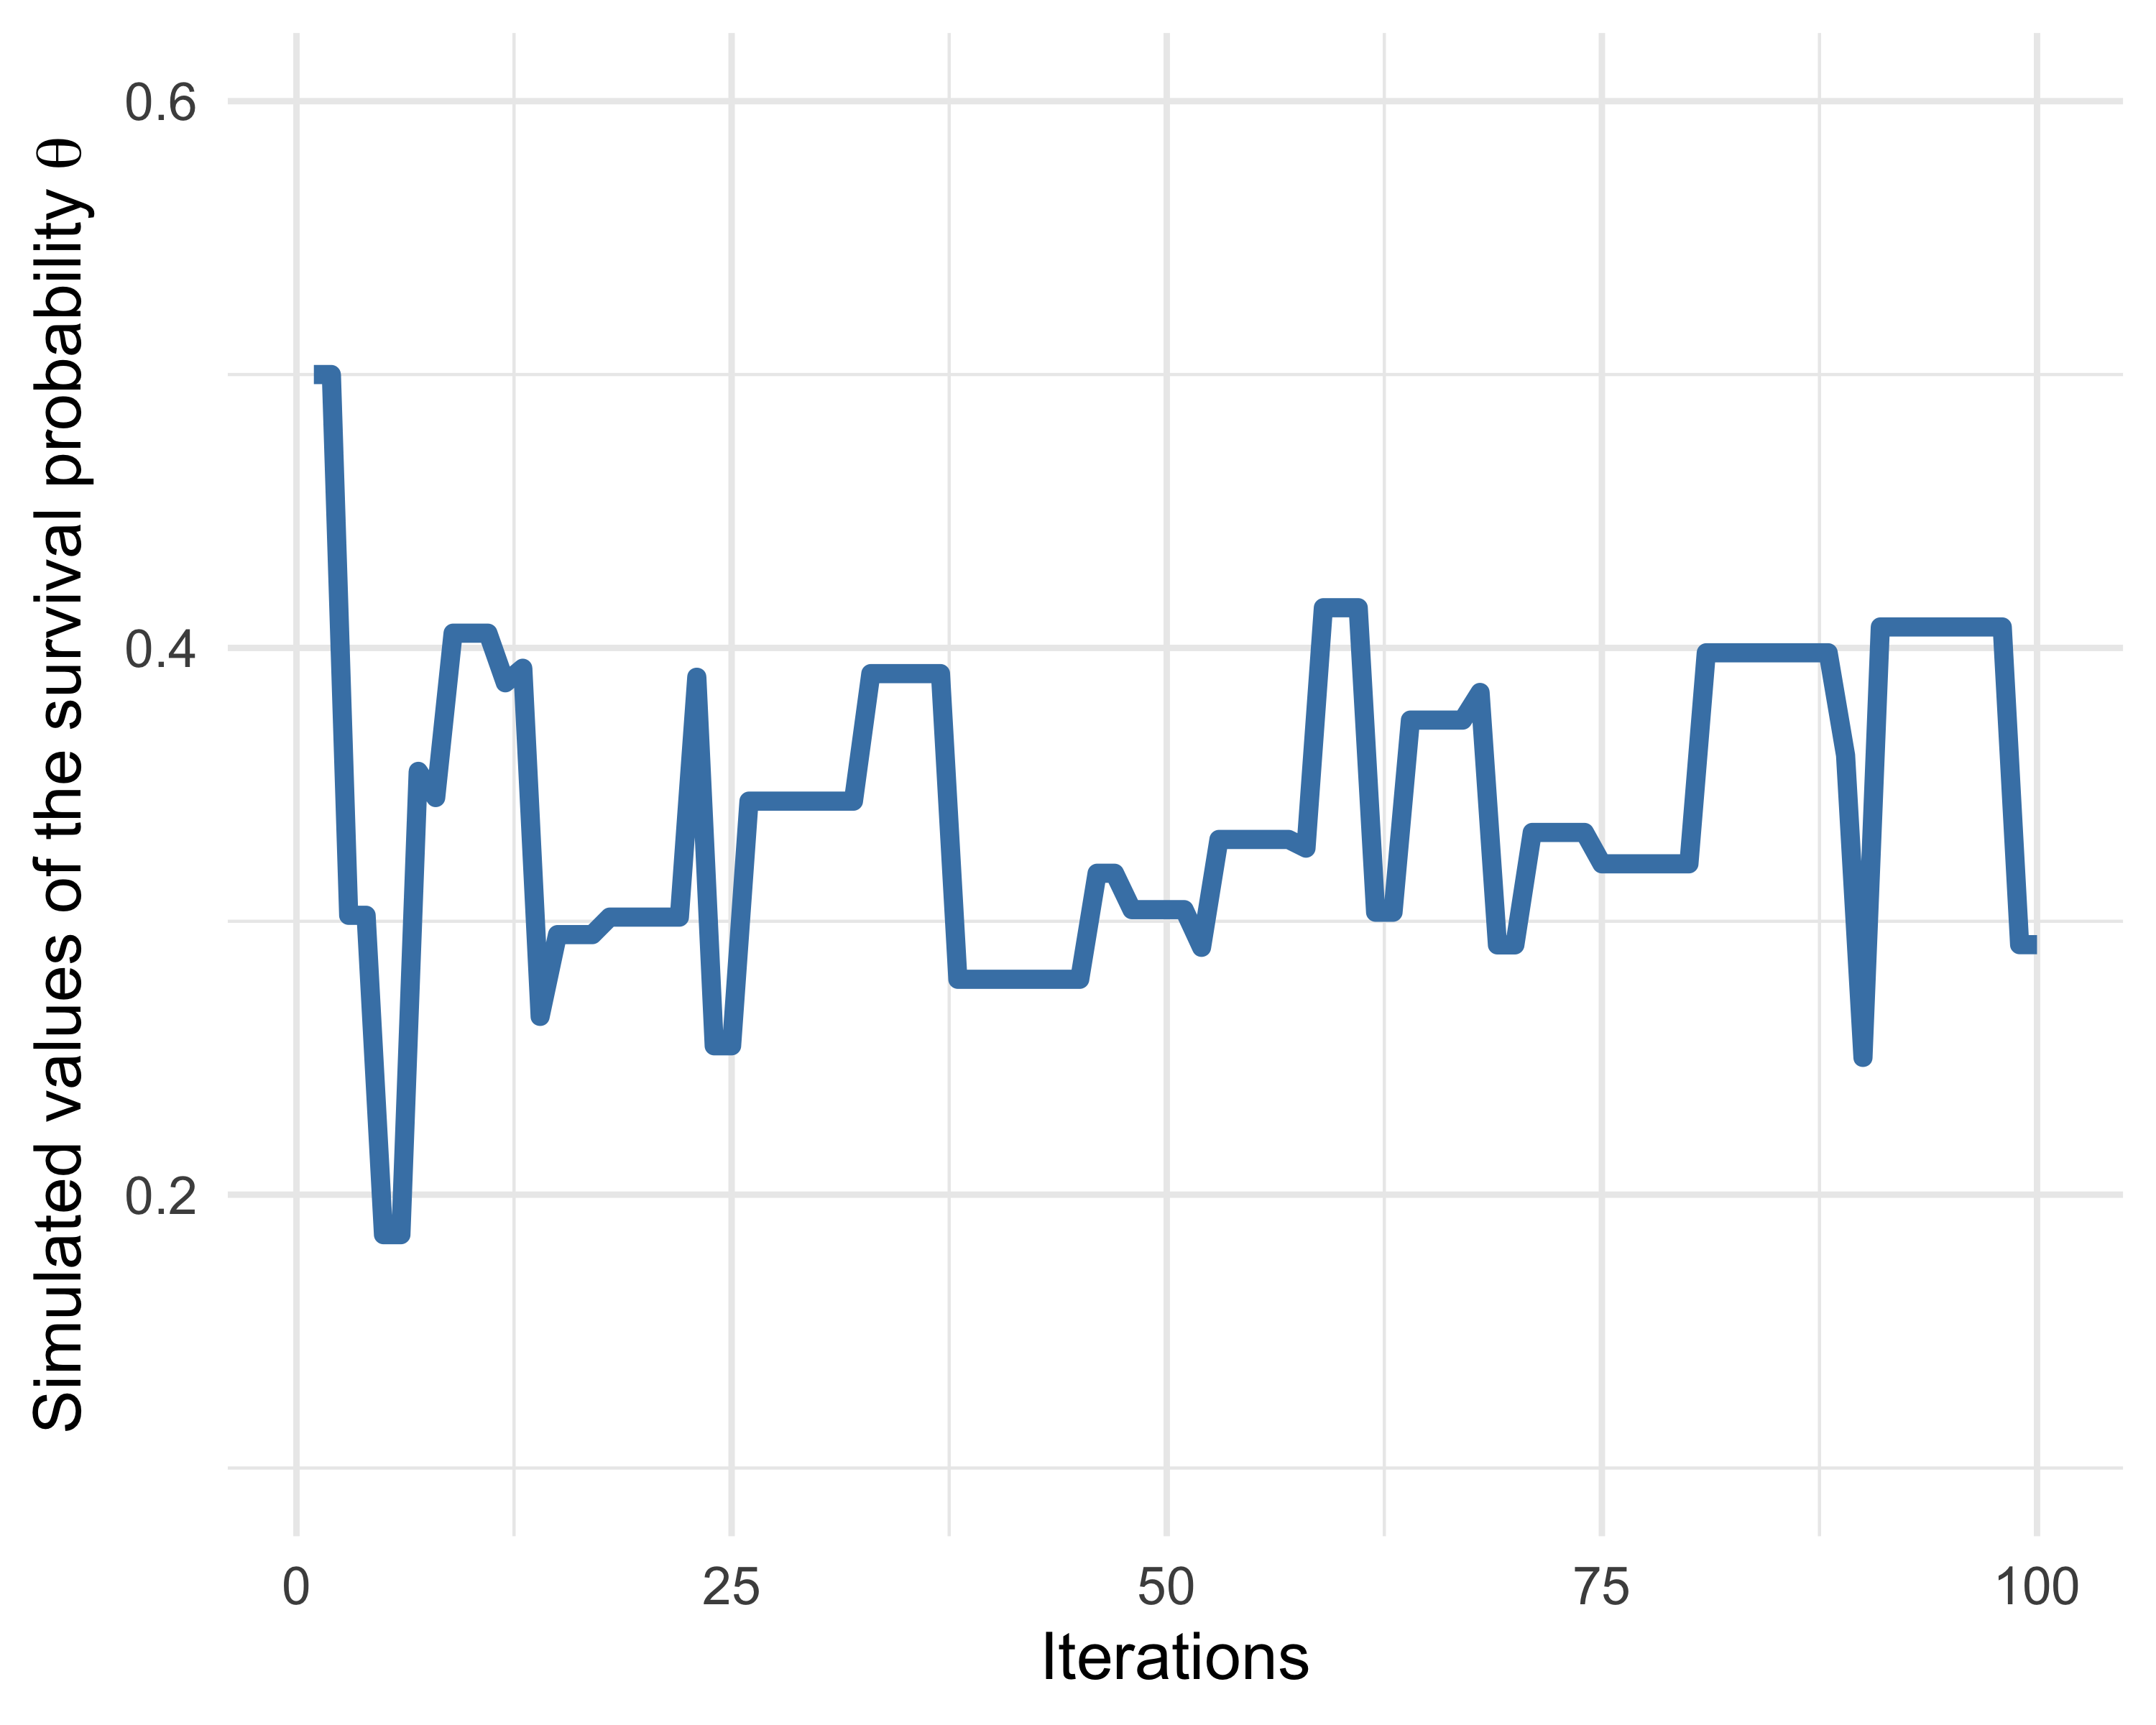 Simulated values of the survival probability θ
0.6
0.4
0.2
0 25 50 75 100
Iterations